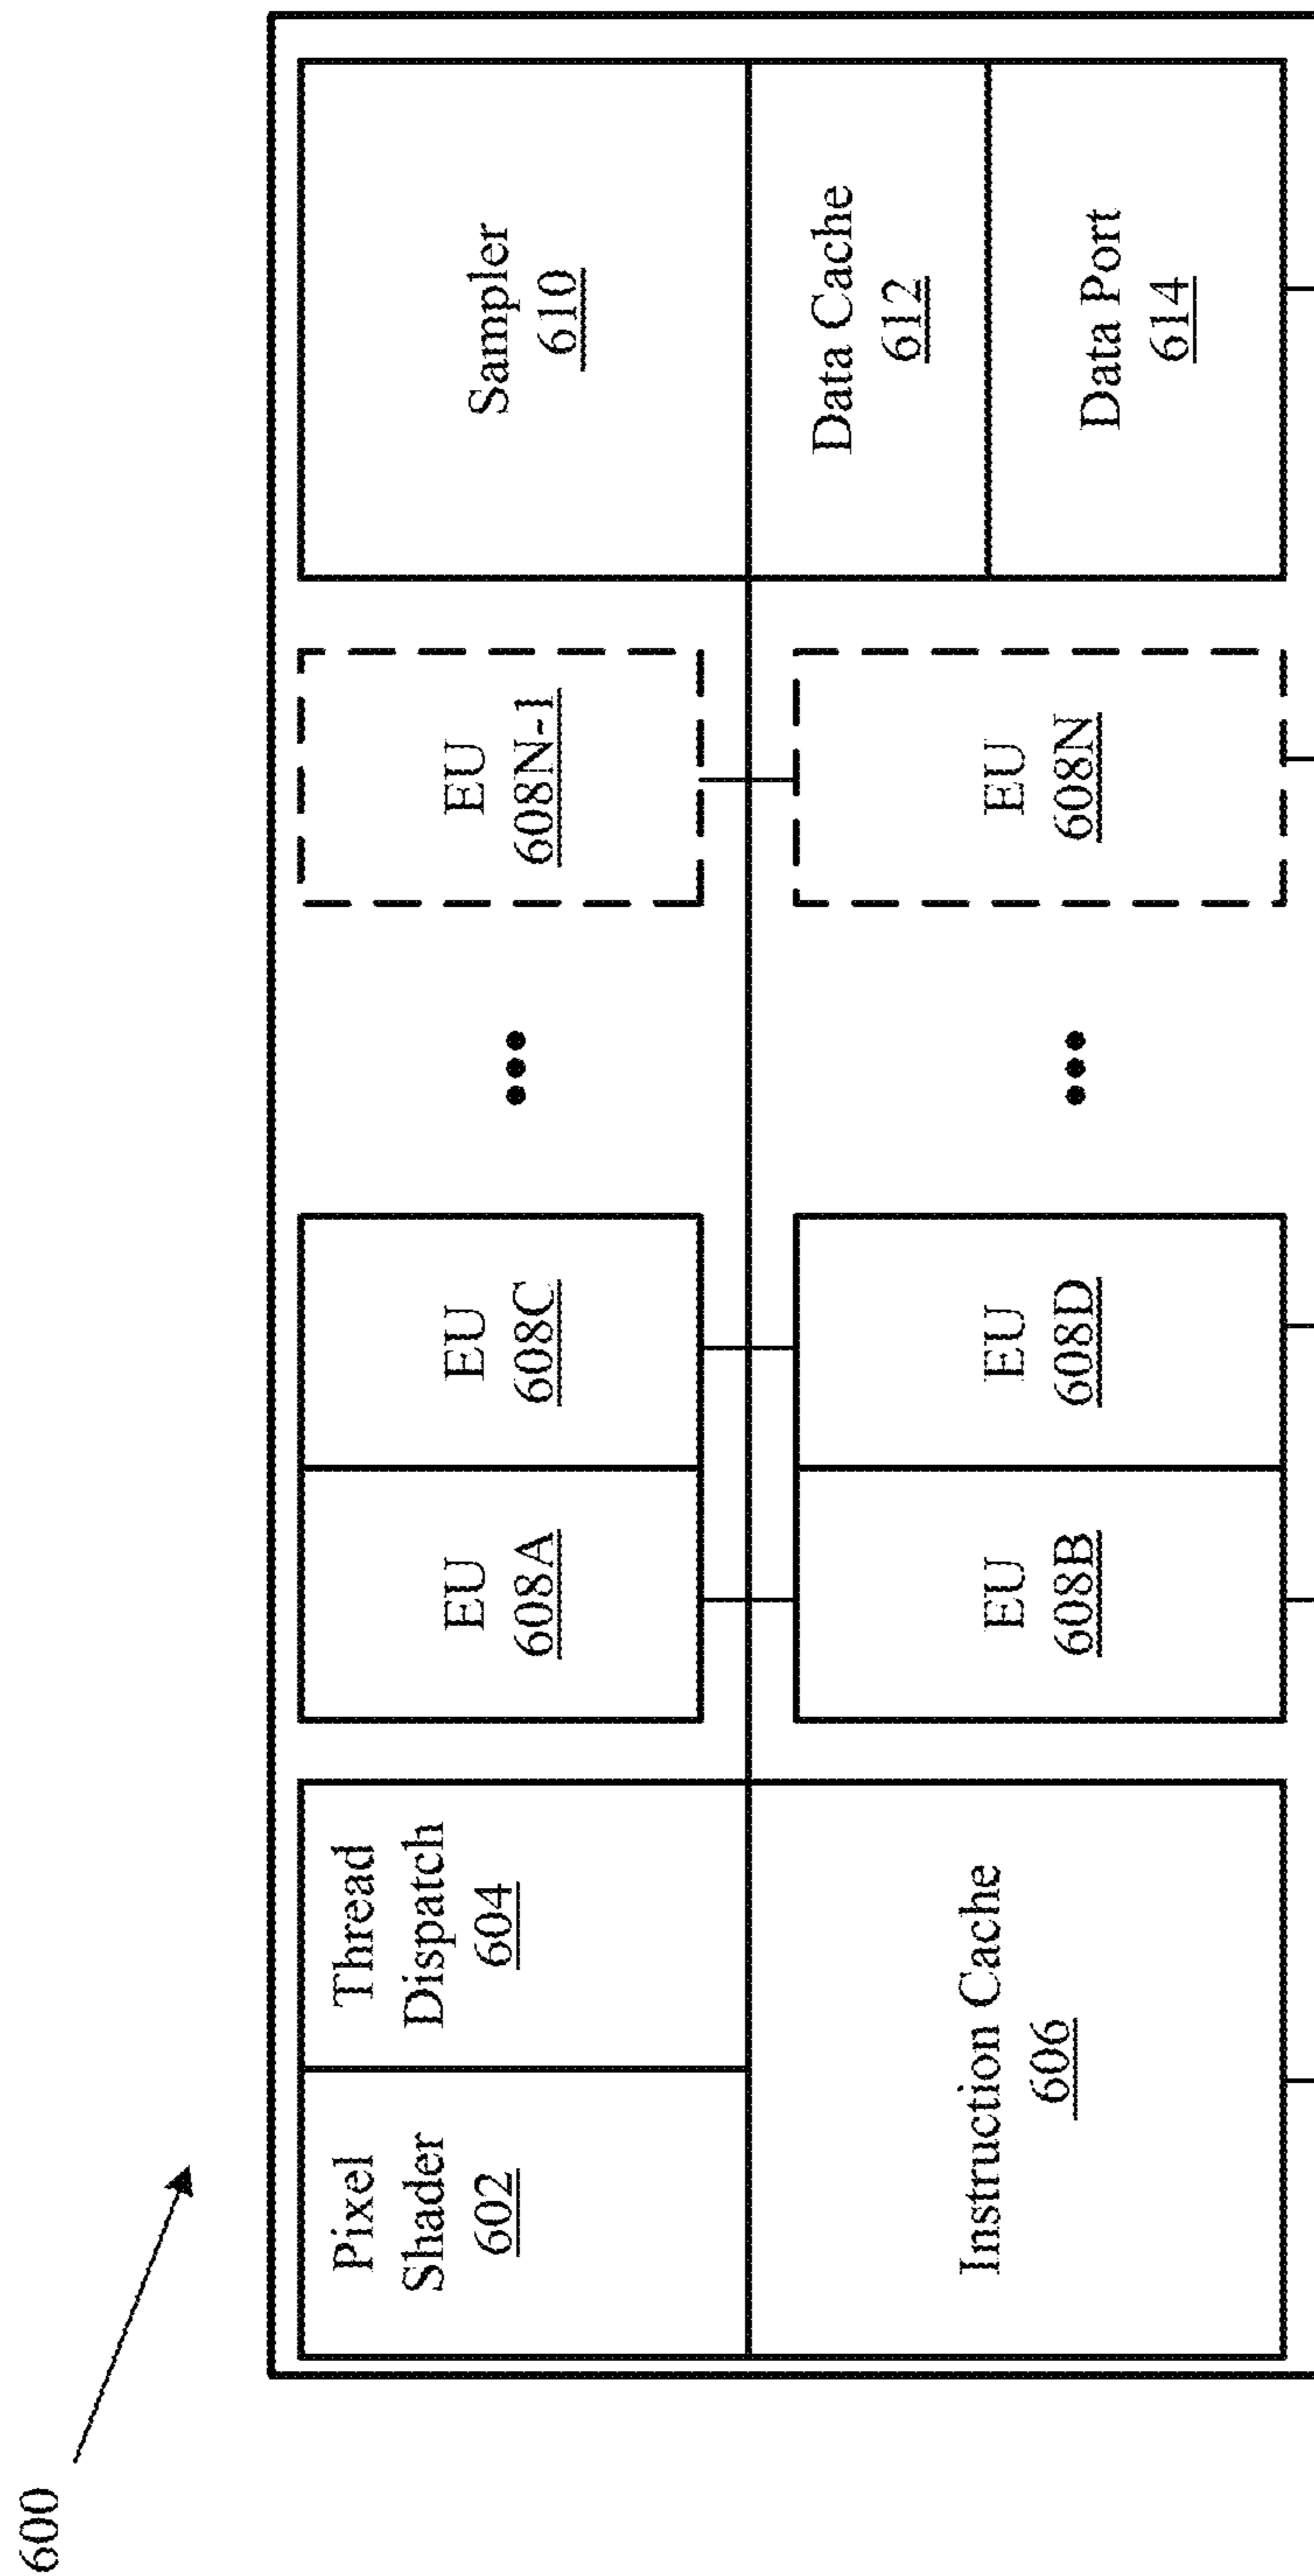 600
Pixel
Shader
602
Thread
Dispatch
604
EU
608A
EU
608C
•••
EU
608N-1
Sampler
610
Instruction Cache
606
EU
608B
EU
608D
•••
EU
608N
Data Cache
612
Data Port
614